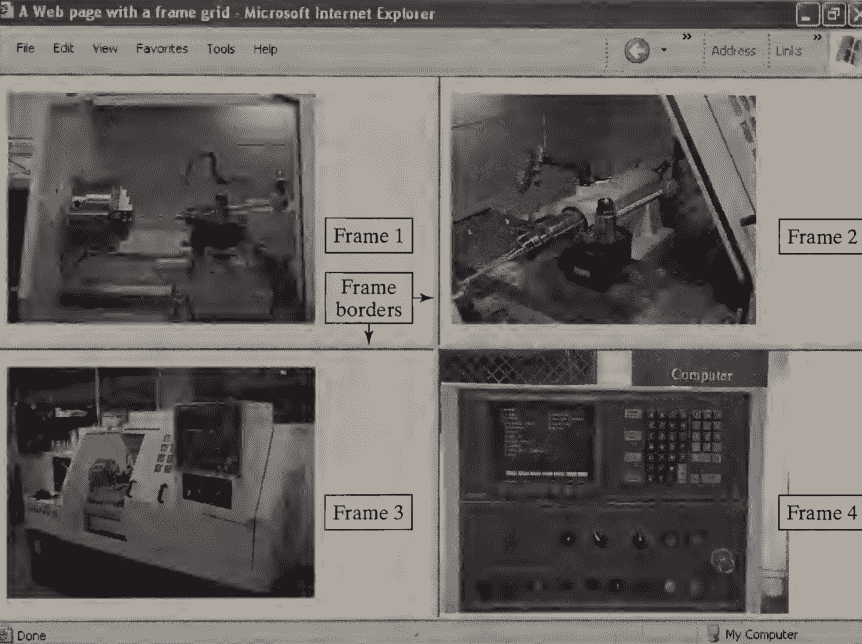 A Web page with a frame grid - Microsoft Internet Explorer
File Edit View Favorites Tools Help
» Address Links »
Frame 1
Frame 2
Frame
borders
Computer
Frame 3
Frame 4
Done
My Computer